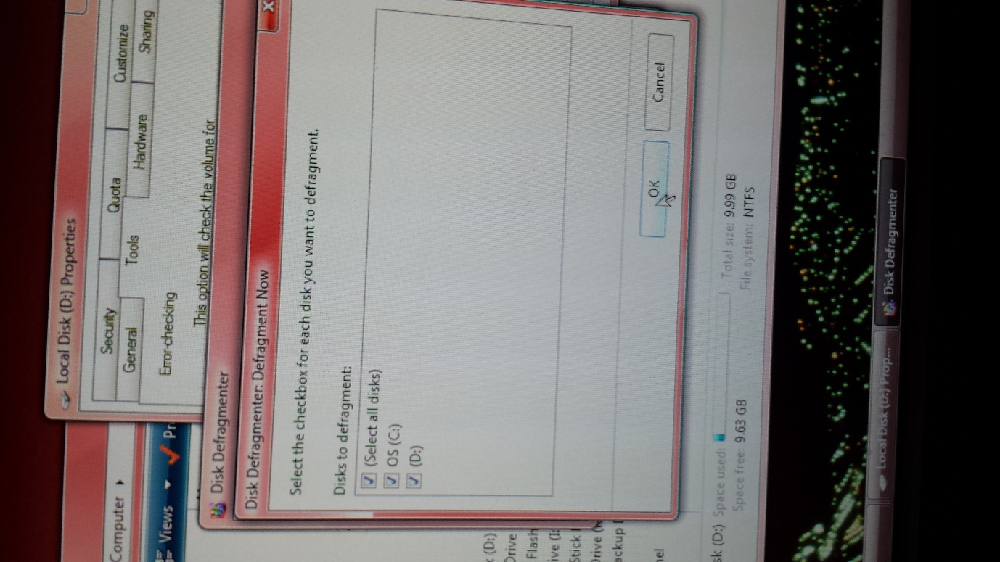 Local Disk (D:) Properties
Security
Quota
Customize
General
Tools
Hardware
Sharing
Error-checking
This option will check the volume for
Computer
Views
Disk Defragmenter
Disk Defragmenter: Defragment Now
X
Select the checkbox for each disk you want to defragment.
Disks to defragment:
(Select all disks)
OS (C:)
(D:)
OK
Cancel
(D:)
Drive
Flash
ive (I:
Stick
Drive
ackup
nel
sk (D:)
Space used:
Total size: 9.99 GB
Space free: 9.63 GB
File system: NTFS
Local Disk (D:) Prop...
Disk Defragmenter